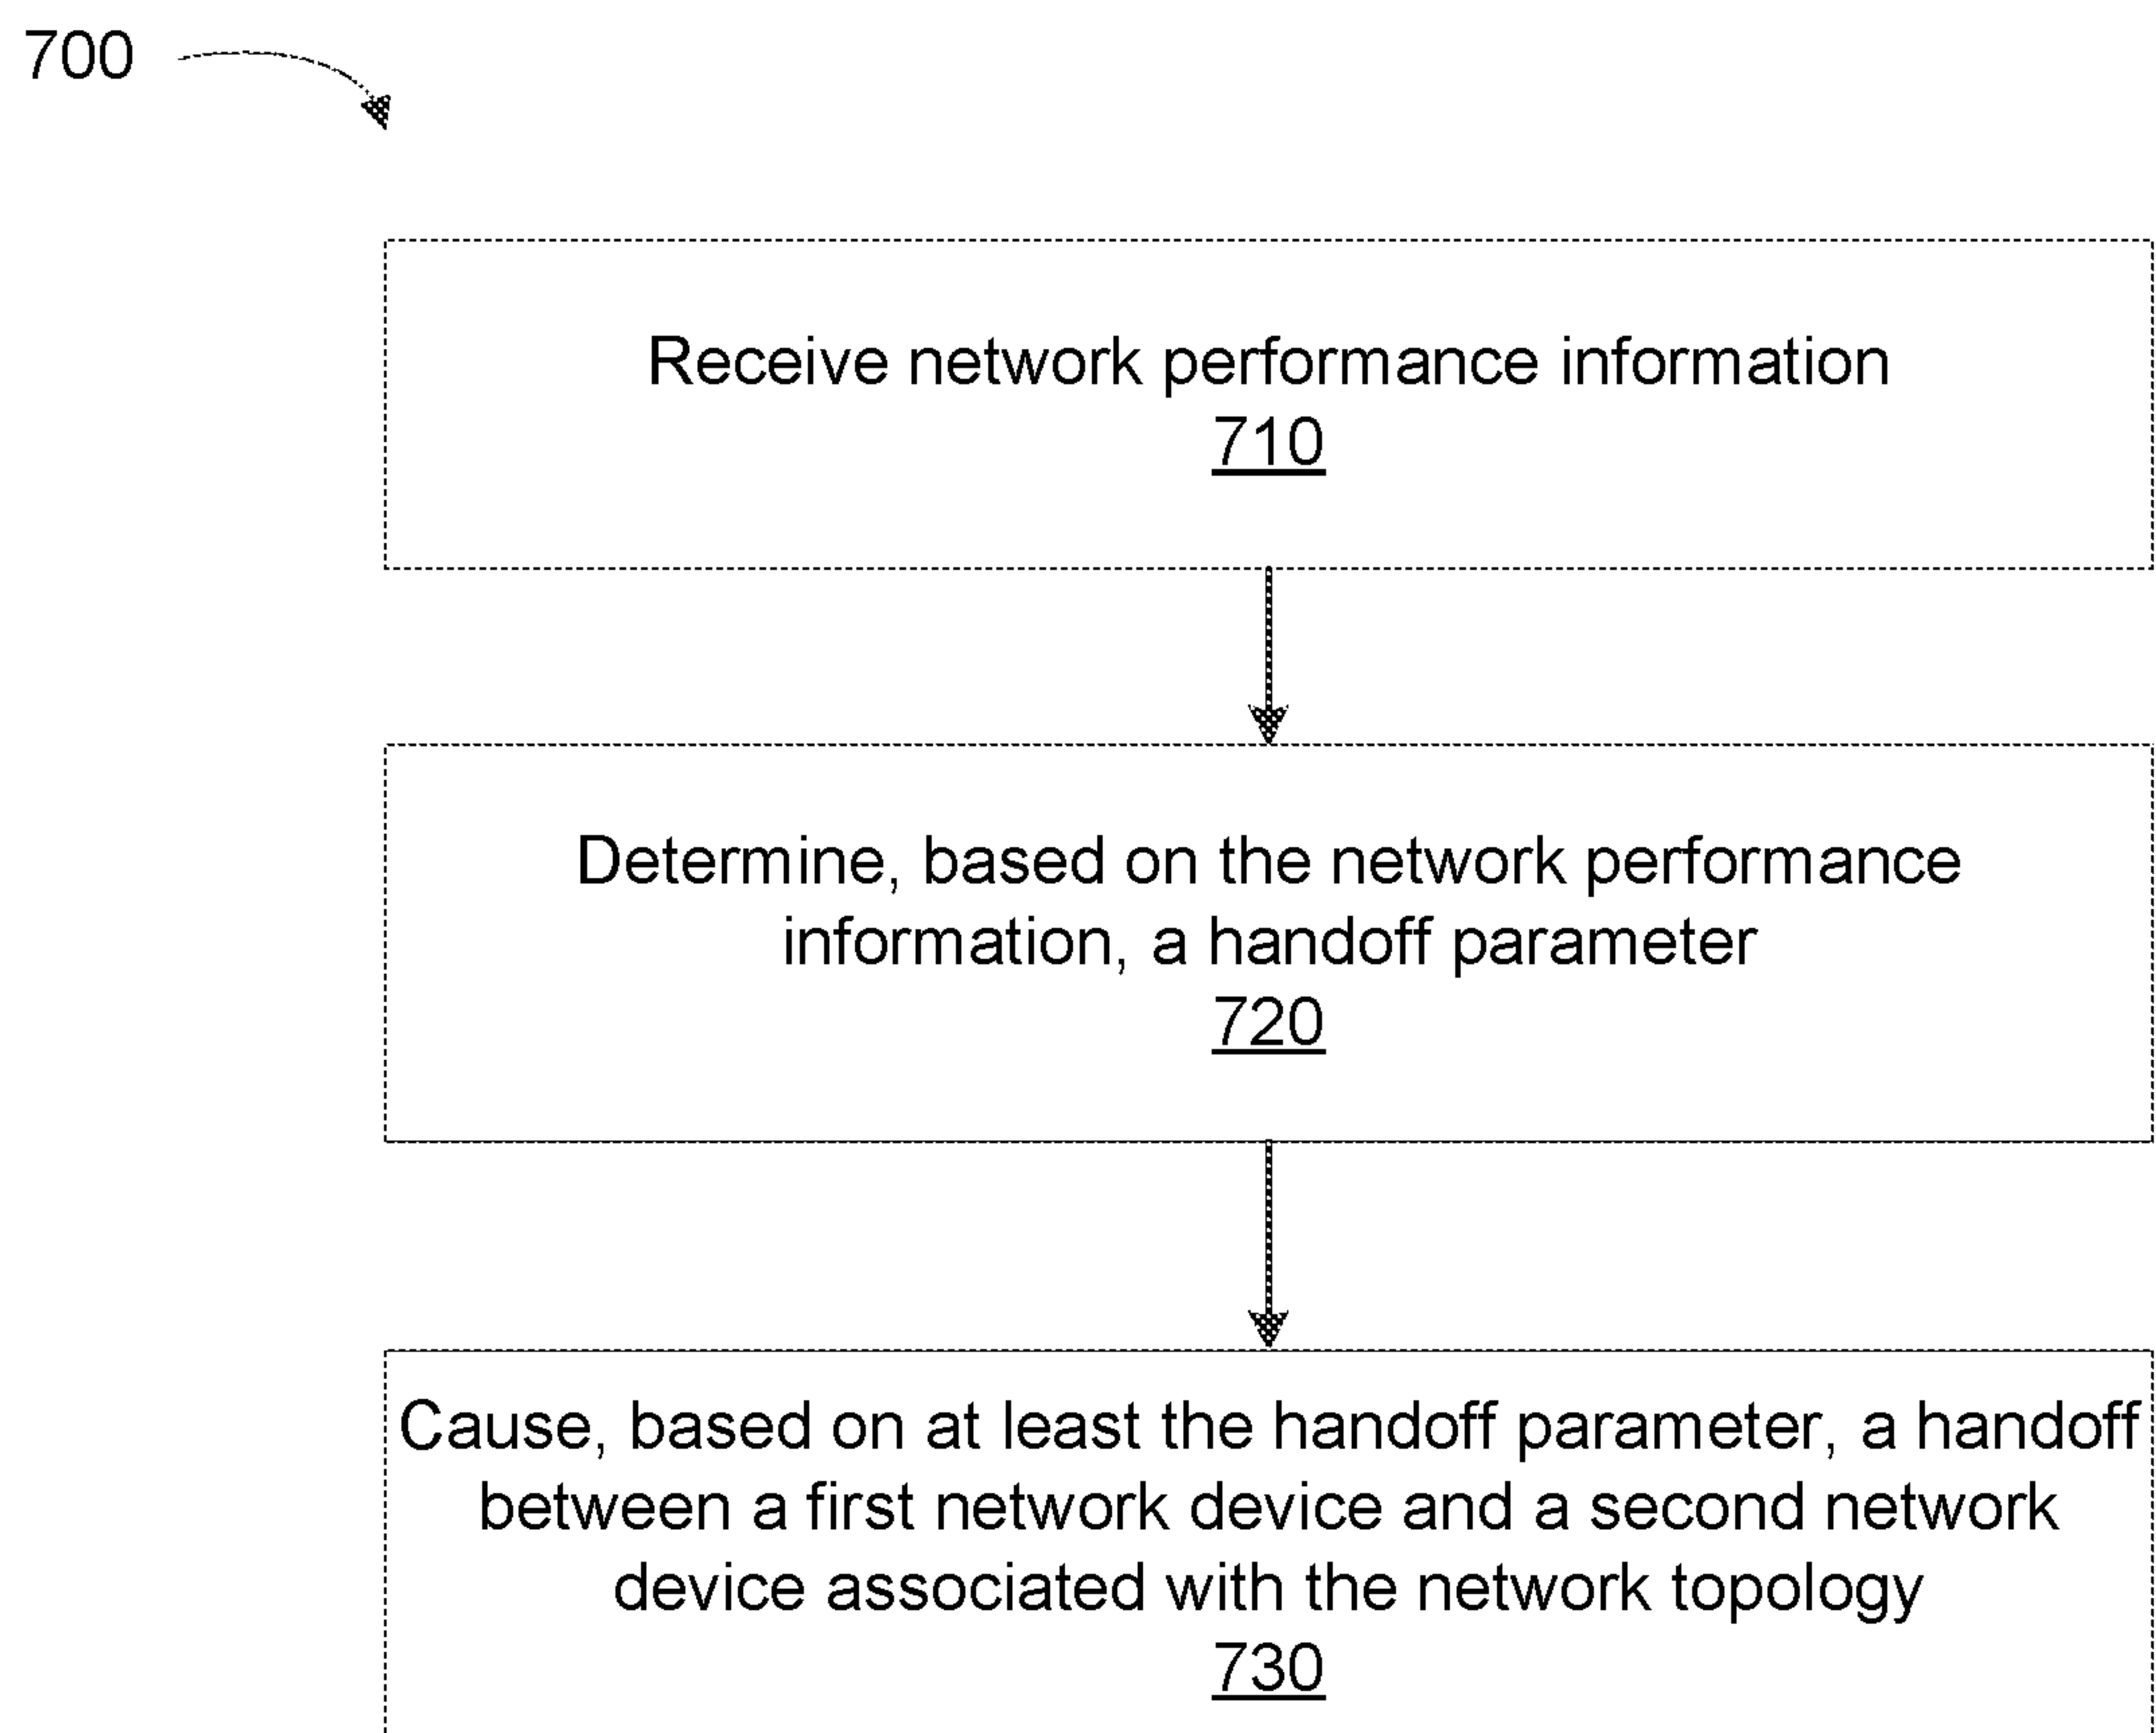 700
Receive network performance information
710
Determine, based on the network performance
information, a handoff parameter
720
Cause, based on at least the handoff parameter, a handoff
between a first network device and a second network
device associated with the network topology
730